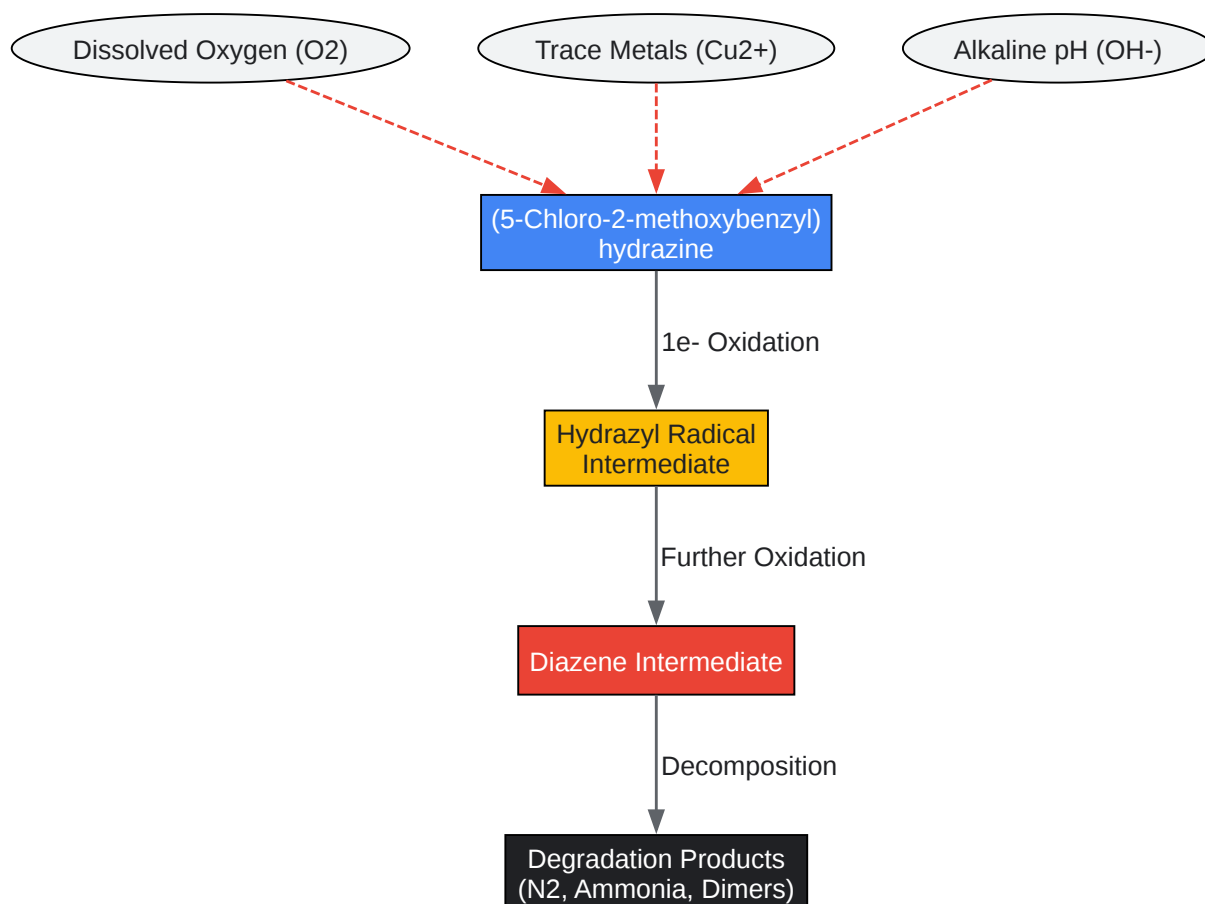 Dissolved Oxygen (O2)
Trace Metals (Cu2+)
Alkaline pH (OH-)
(5-Chloro-2-methoxybenzyl)
hydrazine
1e- Oxidation
Hydrazyl Radical
Intermediate
Further Oxidation
Diazene Intermediate
Decomposition
Degradation Products
(N2, Ammonia, Dimers)